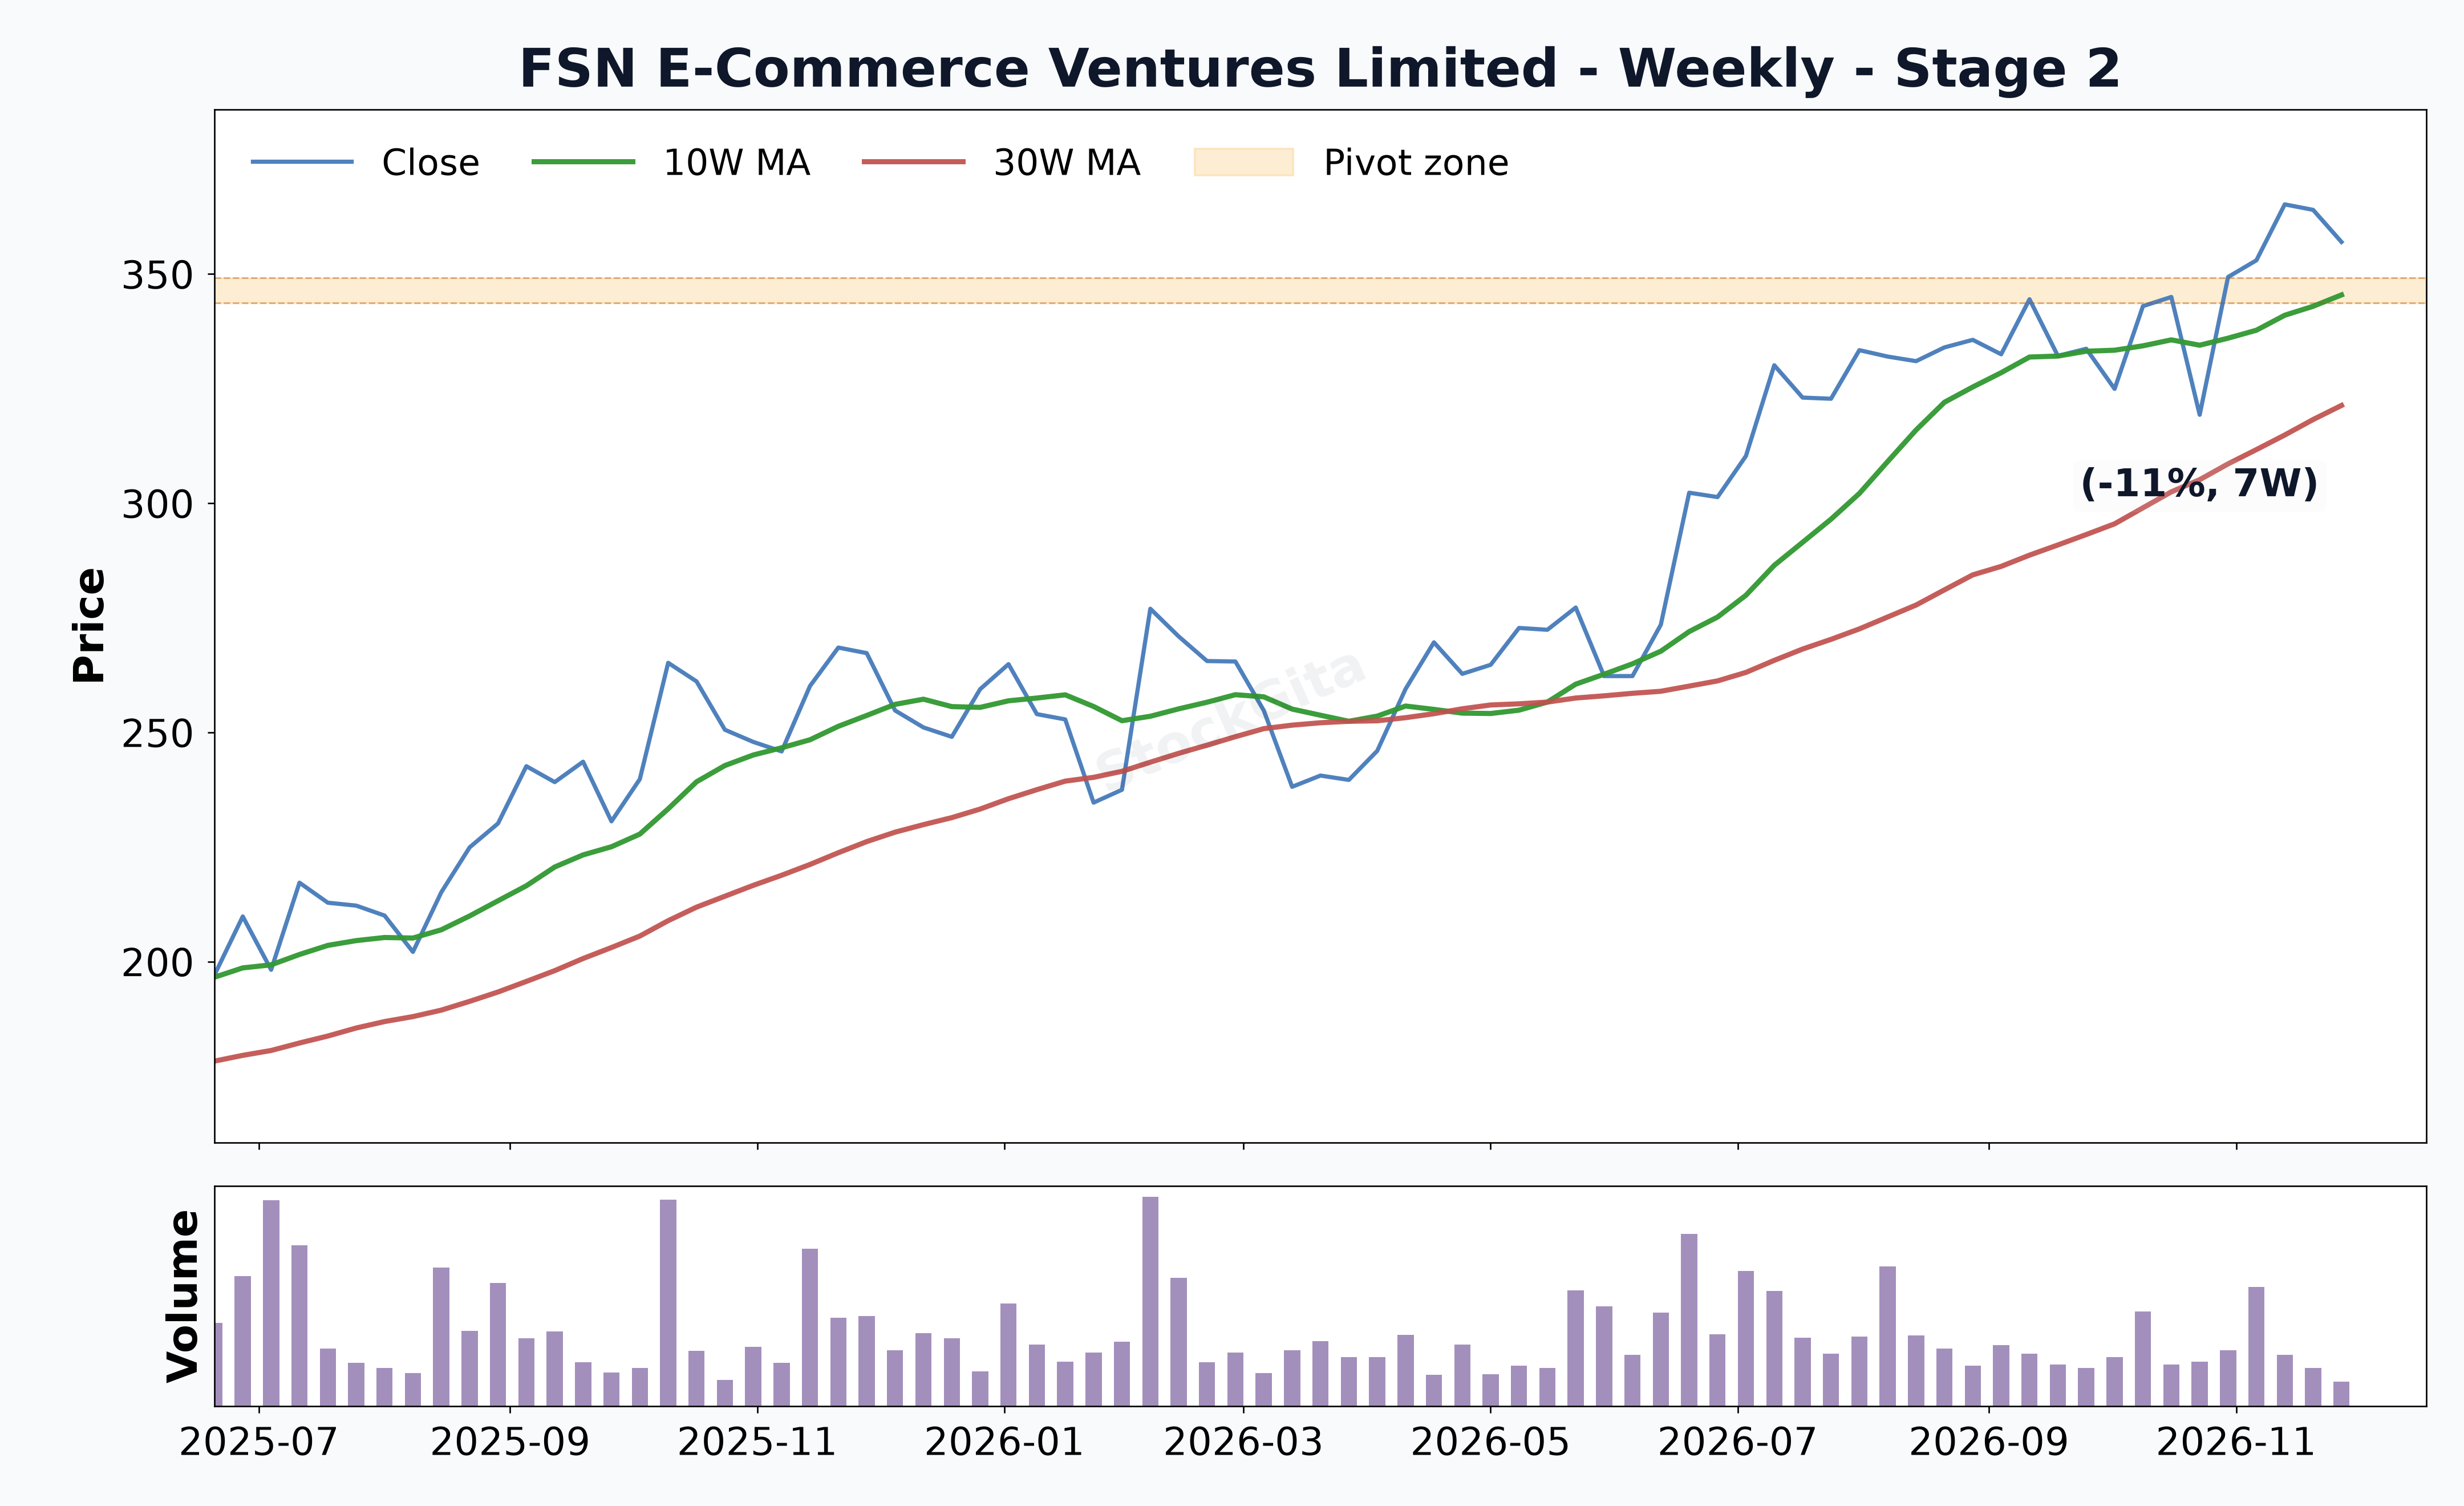 FSN E-Commerce Ventures Limited - Weekly - Stage 2
Close 10W MA 30W MA Pivot zone
350
300
250
200
Price
(-11%, 7W)
StockGita
Volume
2025-07 2025-09 2025-11 2026-01 2026-03 2026-05 2026-07 2026-09 2026-11